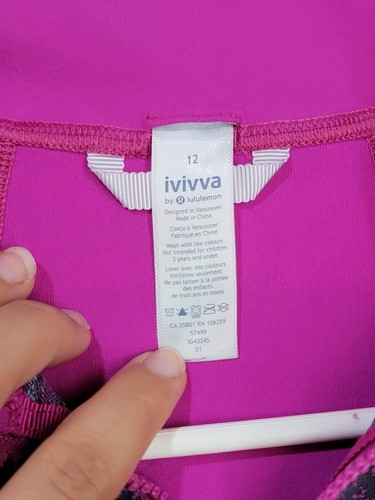 12
ivivva
by lululemon
Designed in Vancouver
Made in China
Conçu à Vancouver
Fabriqué en Chine
Wash with like colours
Not intended for children
3 years and under
Laver avec des couleurs
similaires seulement
Ne pas laisser à la portée
des enfants
de trois ans et moins
CA 35801 RN 106259
57499
IG43245
X1